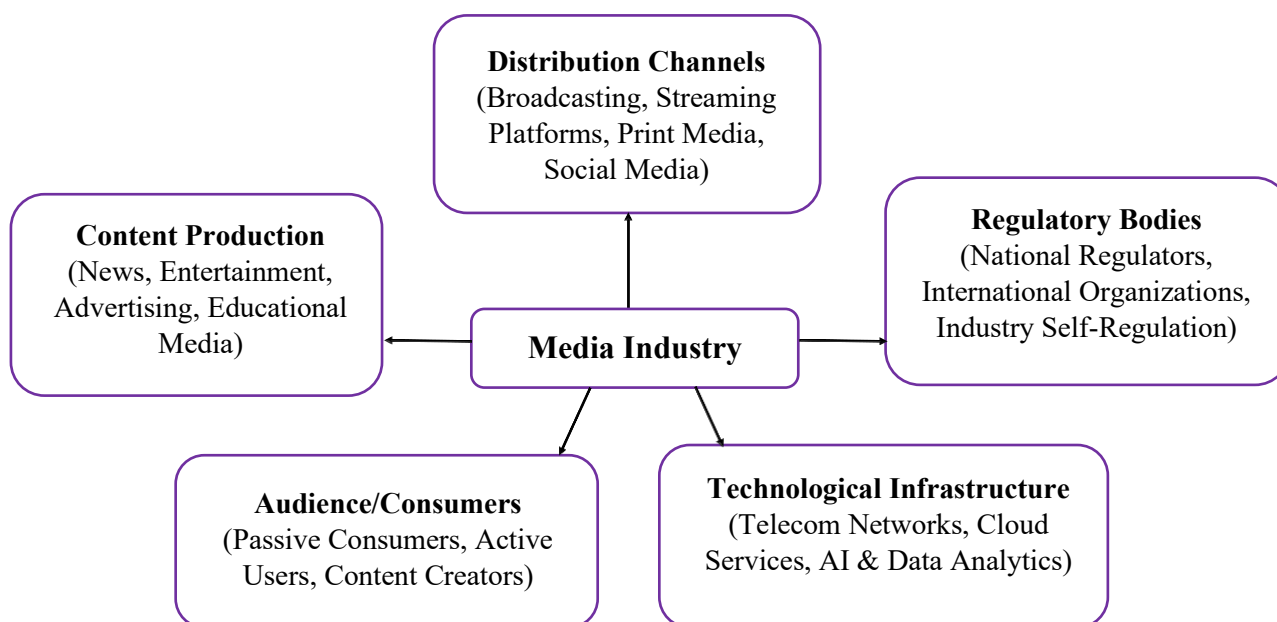 Distribution Channels
(Broadcasting, Streaming
Platforms, Print Media,
Social Media)
Content Production
(News, Entertainment,
Advertising, Educational
Media)
Regulatory Bodies
(National Regulators,
International Organizations,
Industry Self-Regulation)
Media Industry
Audience/Consumers
(Passive Consumers, Active
Users, Content Creators)
Technological Infrastructure
(Telecom Networks, Cloud
Services, AI & Data Analytics)